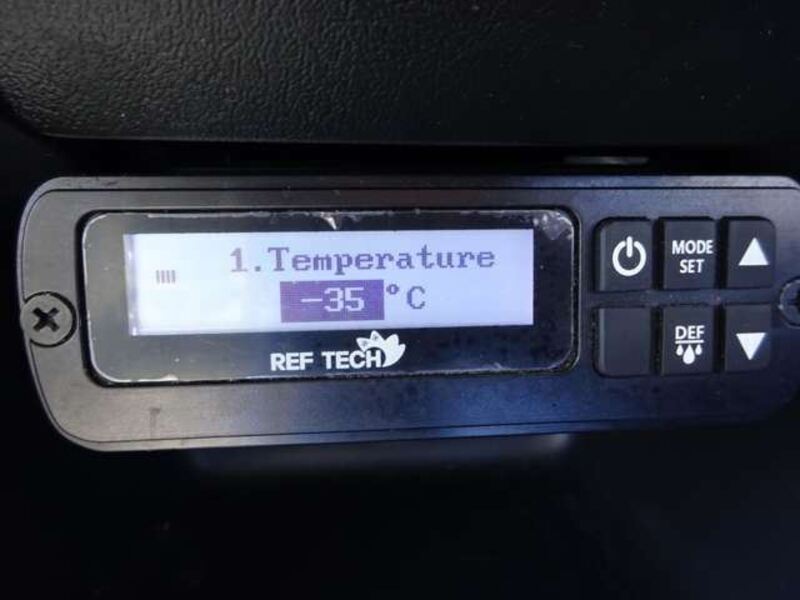 1.Temperature
-35°C
REF TECH
MODE
SET
DEF